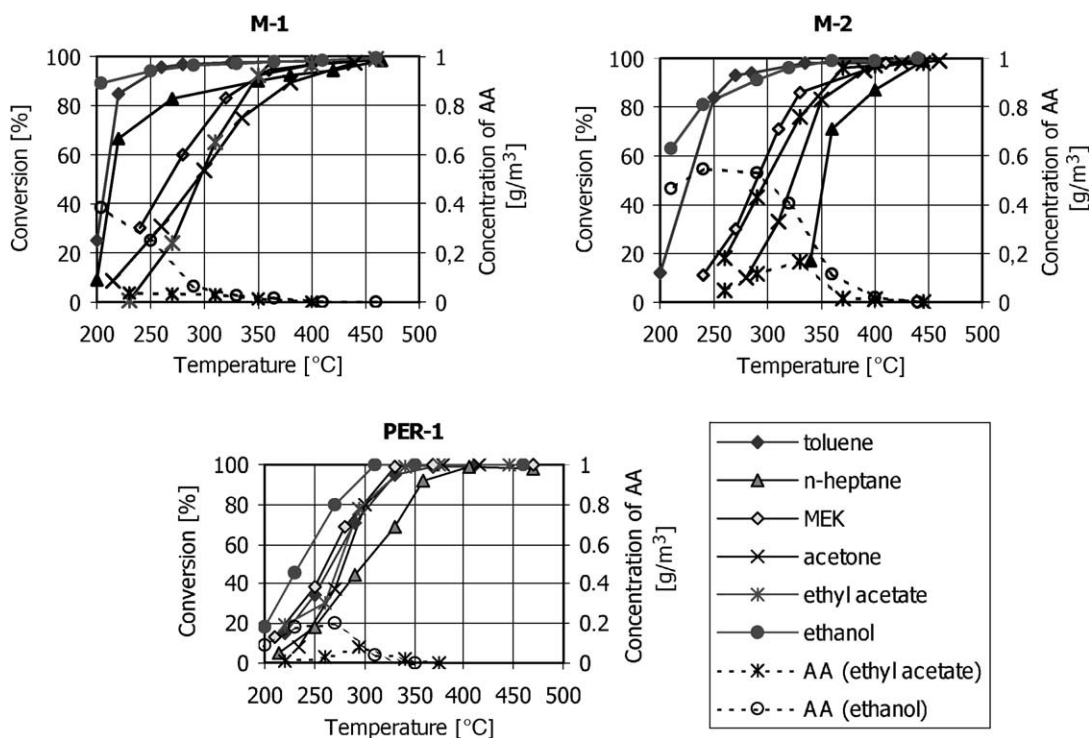 M-1
Conversion [%]
100
80
60
40
20
0
1
0,8
0,6
0,4
0,2
0
Concentration of AA
[g/m³]
200 250 300 350 400 450 500
Temperature [°C]
M-2
Conversion [%]
100
80
60
40
20
0
1
0,8
0,6
0,4
0,2
0
Concentration of AA
[g/m³]
200 250 300 350 400 450 500
Temperature [°C]
PER-1
Conversion [%]
100
80
60
40
20
0
1
0,8
0,6
0,4
0,2
0
Concentration of AA
[g/m³]
200 250 300 350 400 450 500
Temperature [°C]
toluene
n-heptane
MEK
acetone
ethyl acetate
ethanol
AA (ethyl acetate)
AA (ethanol)